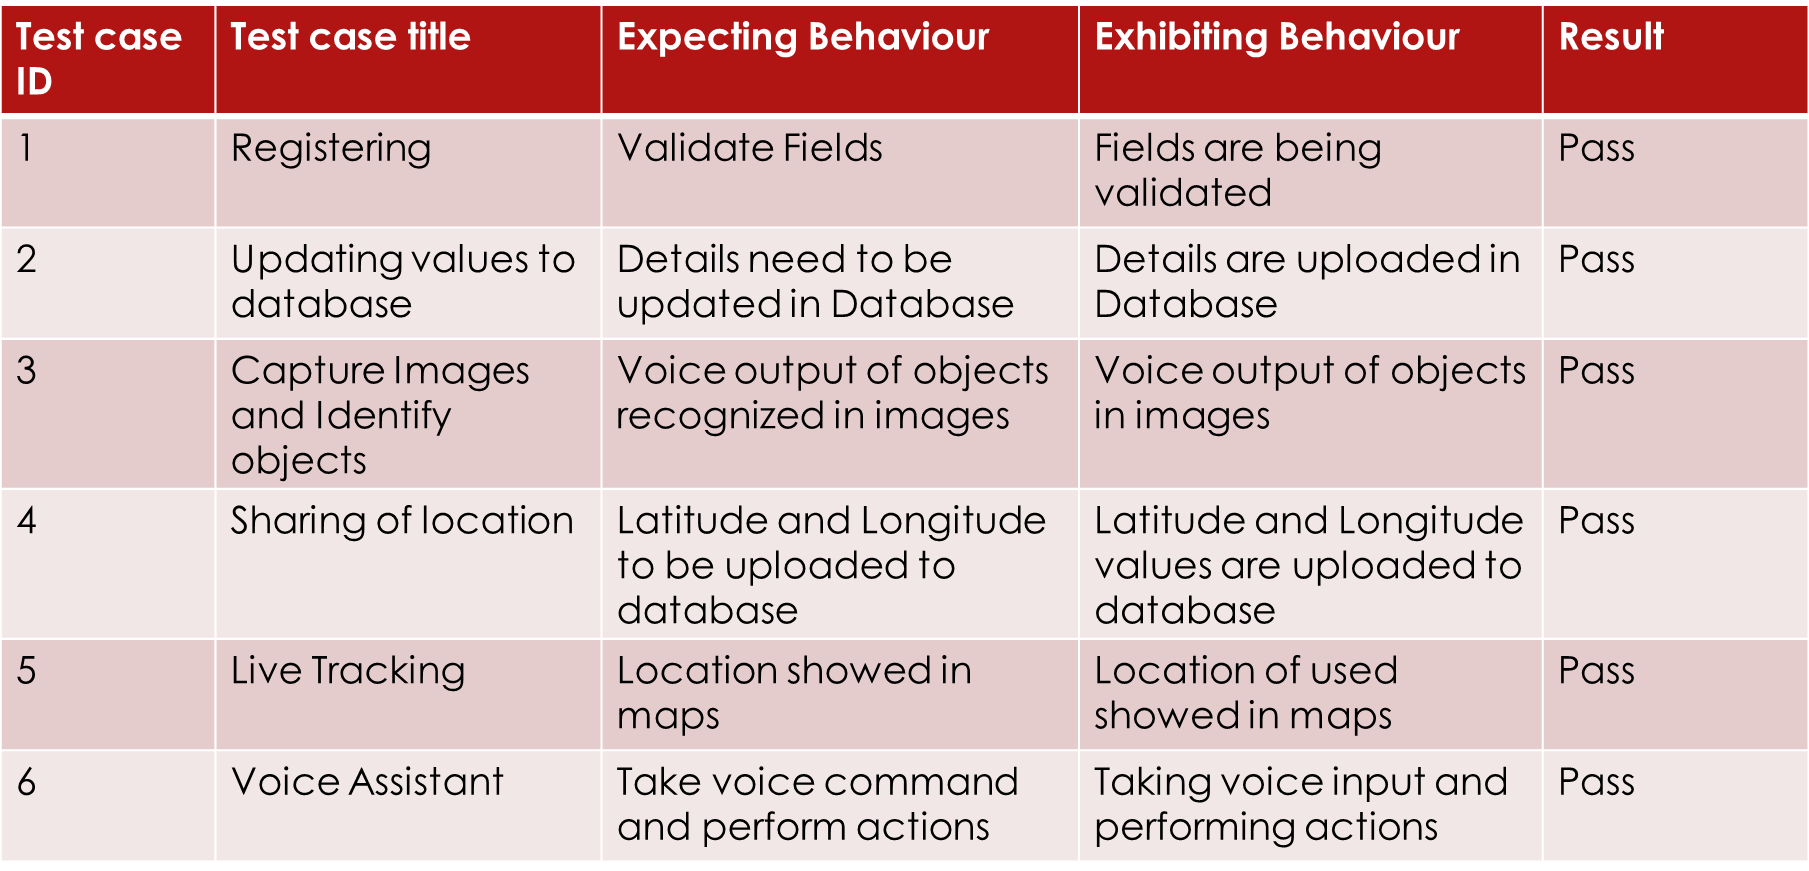 Test case ID
Test case title
Expecting Behaviour
Exhibiting Behaviour
Result
1
Registering
Validate Fields
Fields are being
validated
Pass
2
Updating values to
database
Details need to be
updated in Database
Details are uploaded in
Database
Pass
3
Capture Images
and Identify
objects
Voice output of objects
recognized in images
Voice output of objects
in images
Pass
4
Sharing of location
Latitude and Longitude
to be uploaded to
database
Latitude and Longitude
values are uploaded to
database
Pass
5
Live Tracking
Location showed in
maps
Location of used
showed in maps
Pass
6
Voice Assistant
Take voice command
and perform actions
Taking voice input and
performing actions
Pass